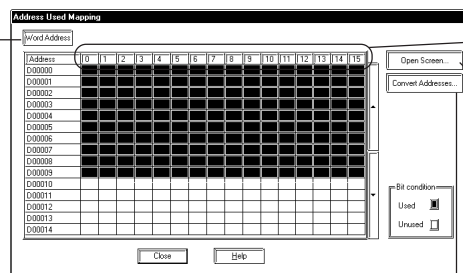 Address Used Mapping
Word Address
Address 0 1 2 3 4 5 6 7 8 9 10 11 12 13 14 15
D00000
D00001
D00002
D00003
D00004
D00005
D00006
D00007
D00008
D00009
D00010
D00011
D00012
D00013
D00014
Open Screen...
Convert Addresses...
Bit condition
Used
Unused
Close Help